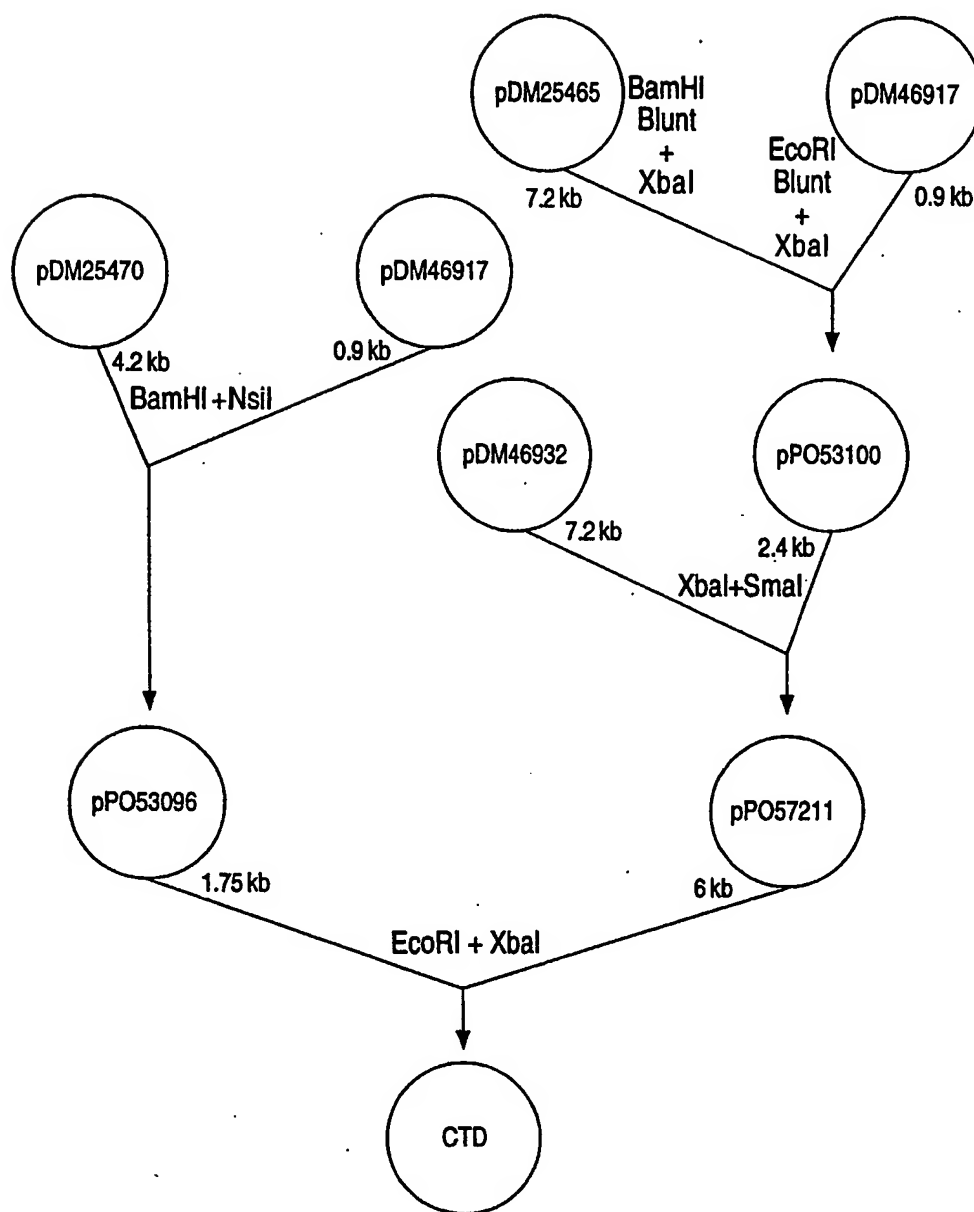 pDM25465
BamHI
Blunt
+
XbaI
pDM46917
EcoRI
Blunt
+
XbaI
7.2 kb
0.9 kb
pDM25470
pDM46917
4.2 kb
0.9 kb
BamHI +NsiI
pDM46932
pPO53100
7.2 kb
2.4 kb
XbaI+SmaI
pPO53096
pPO57211
1.75 kb
6 kb
EcoRI + XbaI
CTD